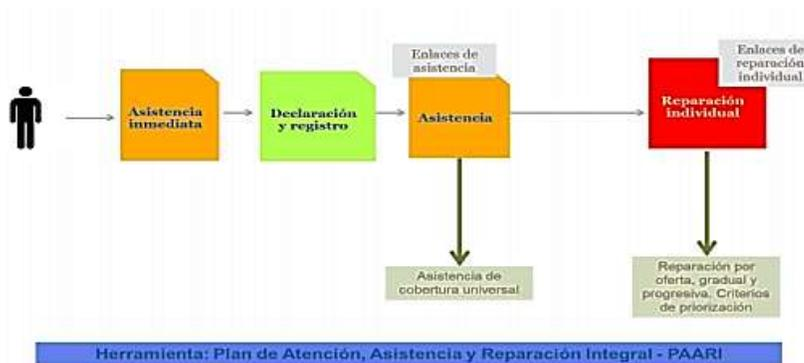 Enlaces de
asistencia
Enlaces de
reparación
individual
Asistencia
inmediata
Declaración
y registro
Asistencia
Reparación
individual
Asistencia de
cobertura universal
Reparación por
oferta, gradual y
progresiva. Criterios
de priorización
Herramienta: Plan de Atención, Asistencia y Reparación Integral - PAARI